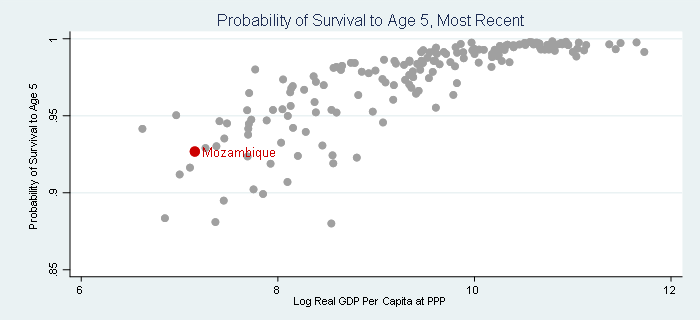 Probability of Survival to Age 5, Most Recent
Probability of Survival to Age 5
1
.95
.9
.85
Mozambique
6
8
10
12
Log Real GDP Per Capita at PPP